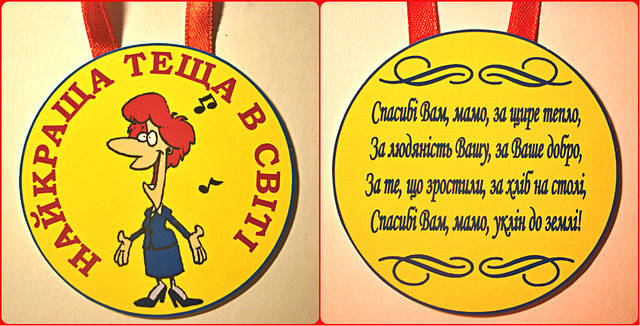 НАЙКРАЩА ТЕЩА В СВІТІ
Спасибі Вам, мамо, за щире тепло,
За людяність Вашу, за Ваше добро,
За те, що зростили, за хліб на столі,
Спасибі Вам, мамо, уклін до землі!